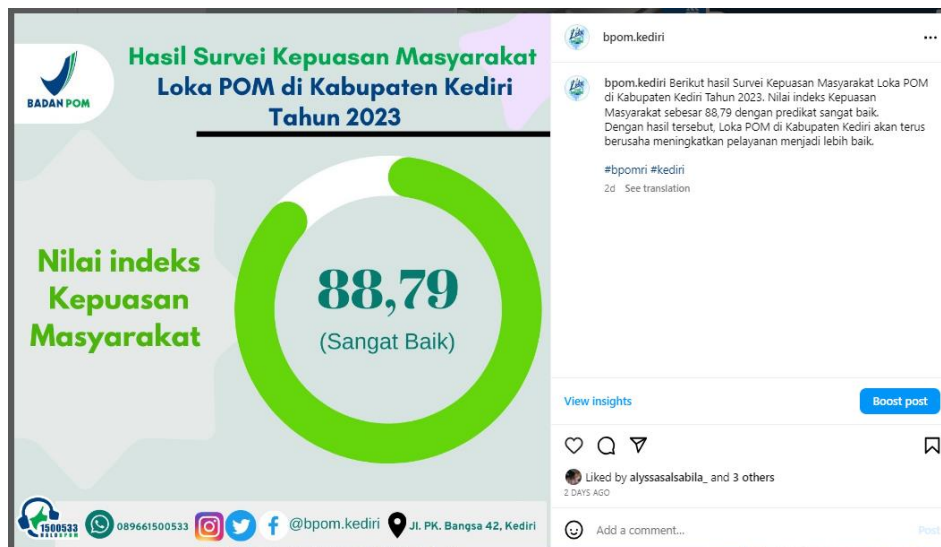 BADAN POM
Hasil Survei Kepuasan Masyarakat
Loka POM di Kabupaten Kediri
Tahun 2023
Nilai indeks
Kepuasan
Masyarakat
88,79
(Sangat Baik)
1500533
HALOBPOM
089661500533
@bpom.kediri
Jl. PK. Bangsa 42, Kediri
bpom.kediri
bpom.kediri Berikut hasil Survei Kepuasan Masyarakat Loka POM
di Kabupaten Kediri Tahun 2023. Nilai indeks Kepuasan
Masyarakat sebesar 88,79 dengan predikat sangat baik.
Dengan hasil tersebut, Loka POM di Kabupaten Kediri akan terus
berusaha meningkatkan pelayanan menjadi lebih baik.
#bpomri #kediri
2d See translation
View insights
Boost post
Liked by alyssasalsabila_ and 3 others
2 DAYS AGO
Add a comment...
Post